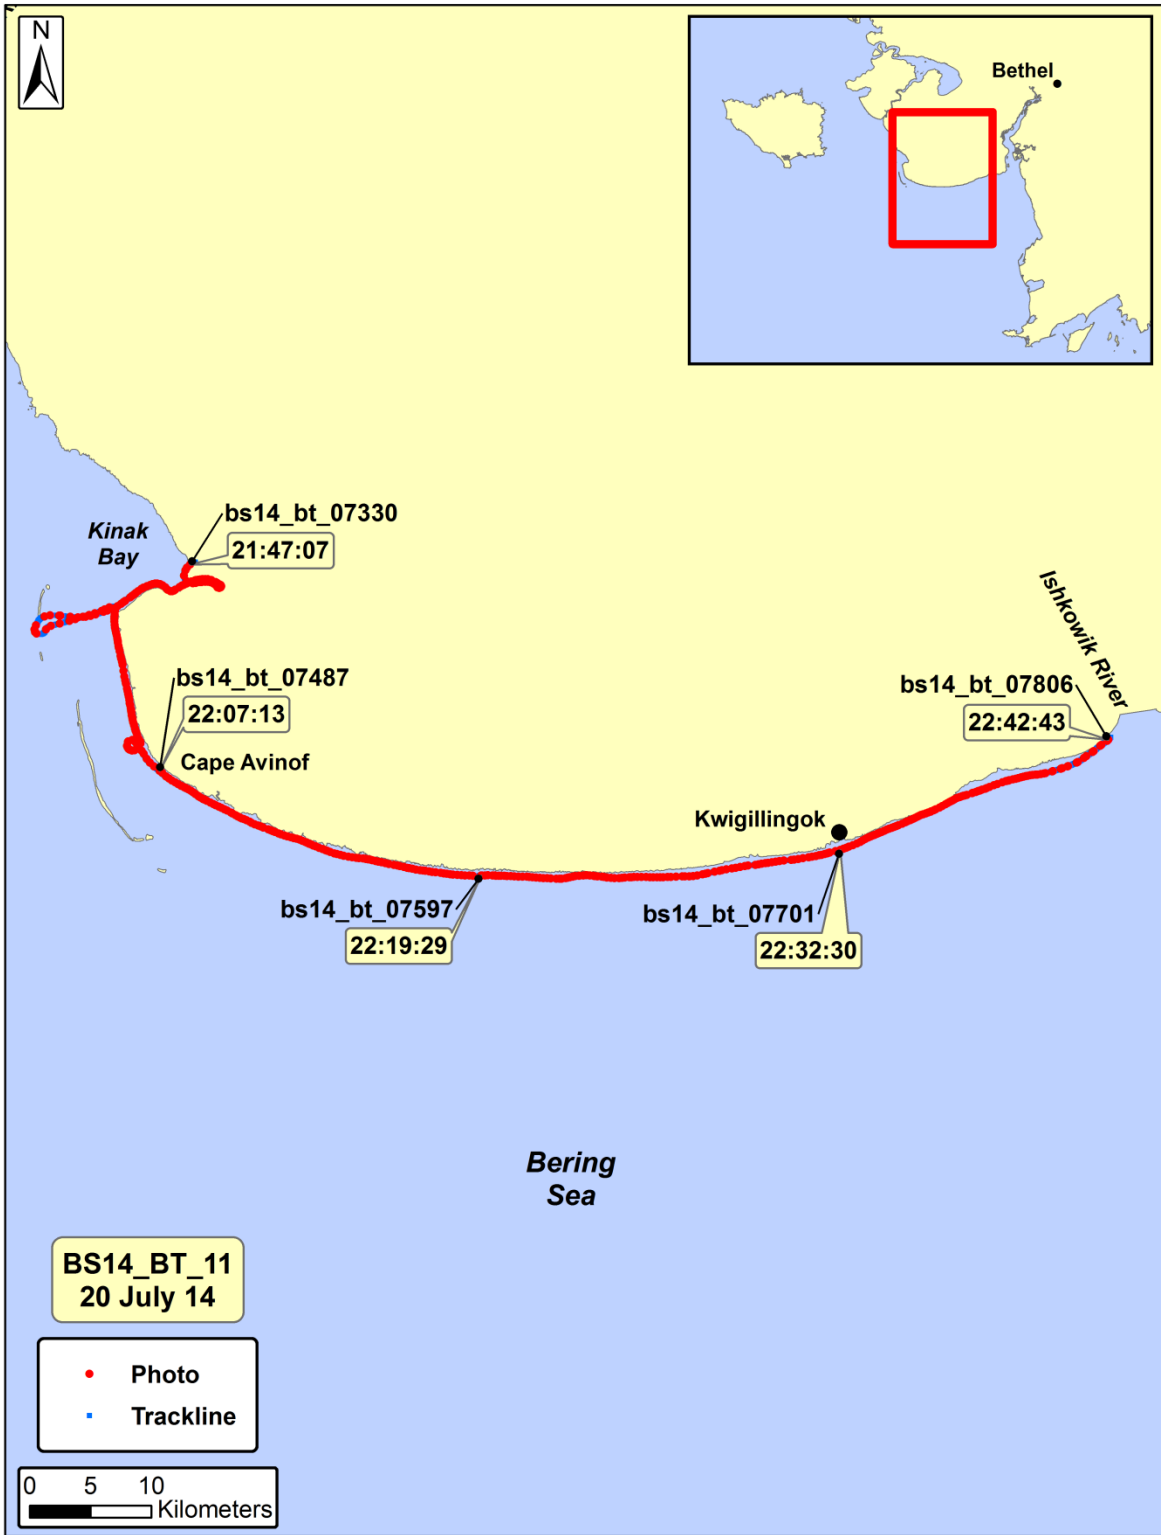 N
Bethel
bs14_bt_07330
21:47:07
Kinak
Bay
Ishkowik River
bs14_bt_07487
22:07:13
Cape Avinof
bs14_bt_07806
22:42:43
Kwigillingok
bs14_bt_07597
22:19:29
bs14_bt_07701
22:32:30
Bering
Sea
BS14_BT_11
20 July 14
Photo
Trackline
0 5 10
Kilometers